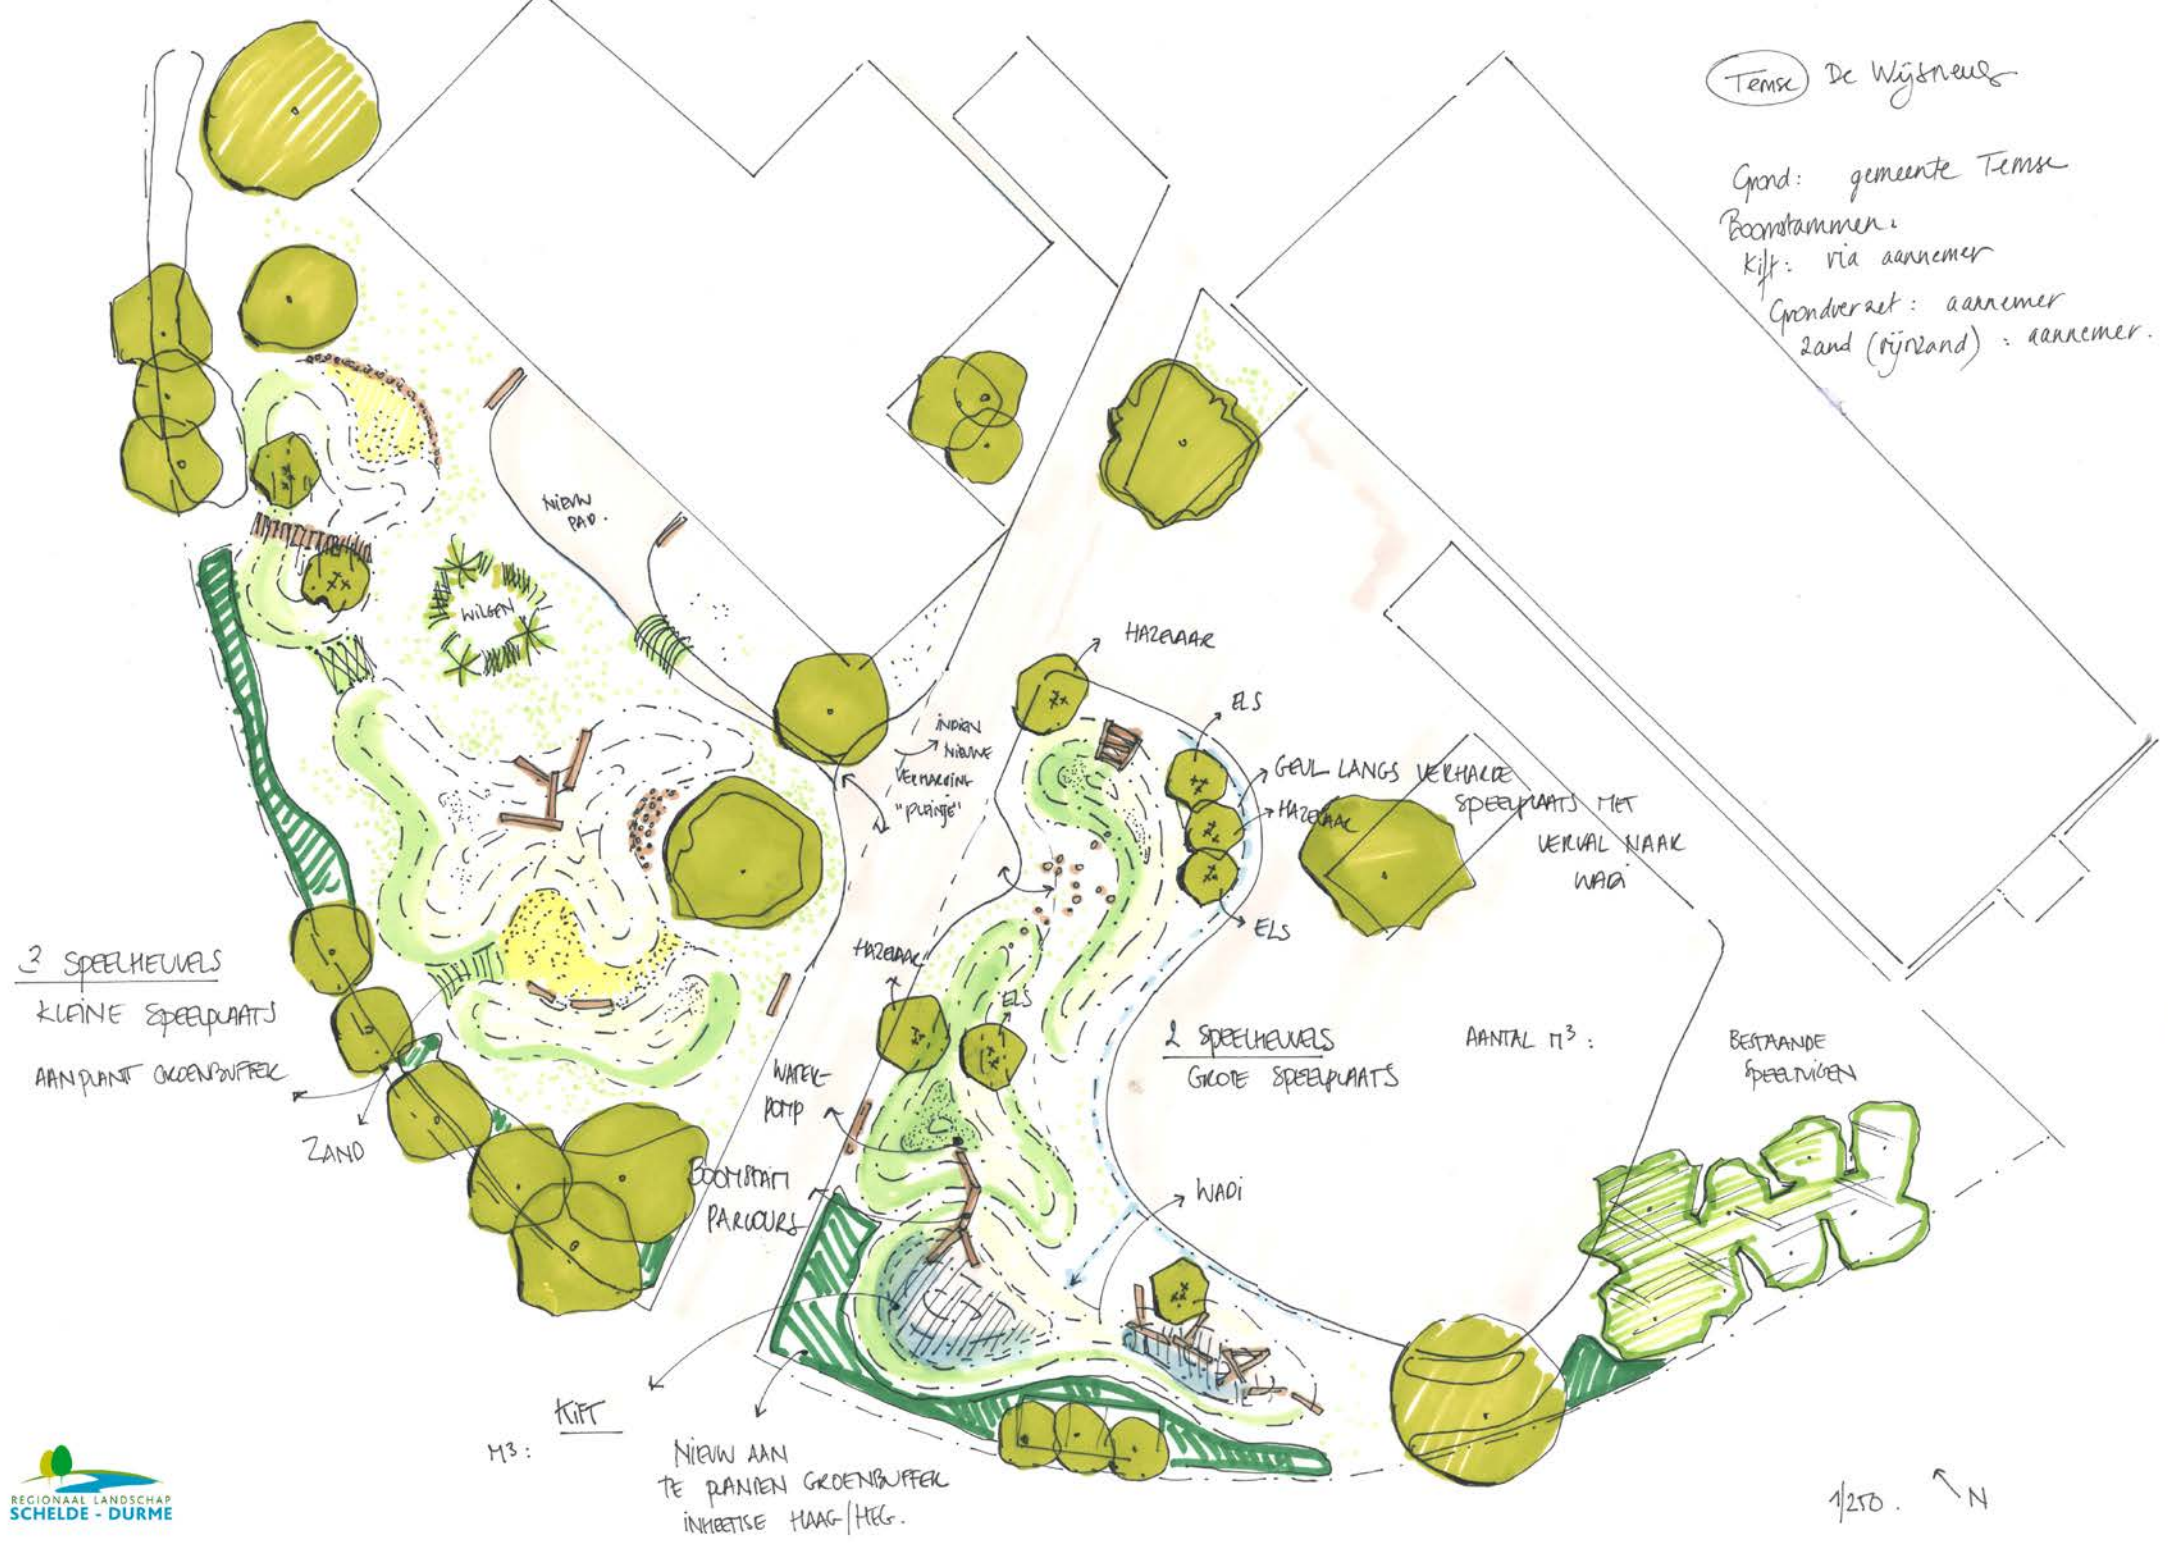 Temse De Wijsneus
Grond: gemeente Temse
Boomstammen:
Kift: via aannemer
Grondverzet: aannemer
Zand (rijnzand): aannemer.
NIEUW
PAD.
WILGEN
HAZELAAR
ELS
INDIEN
NIEUWE
VERHARDING
"PLEINTJE"
GEUL LANGS VERHARDE
SPEELPLAATS MET
VERVAL NAAR
WADI
HAZELAAR
ELS
HAZELAAR
ELS
3 SPEELHEUVELS
KLEINE SPEELPLAATS
AANPLANT GROENBUFFER
ZAND
2 SPEELHEUVELS
GROTE SPEELPLAATS
AANTAL M3:
BESTAANDE
SPEELTUIGEN
WATER-
POMP
BOOMSTAM
PARCOURS
WADI
KIFT
M3:
NIEUW AAN
TE PLANTEN GROENBUFFER
INHEEMSE HAAG/HEG.
1/250.
N
REGIONAAL LANDSCHAP
SCHELDE - DURME